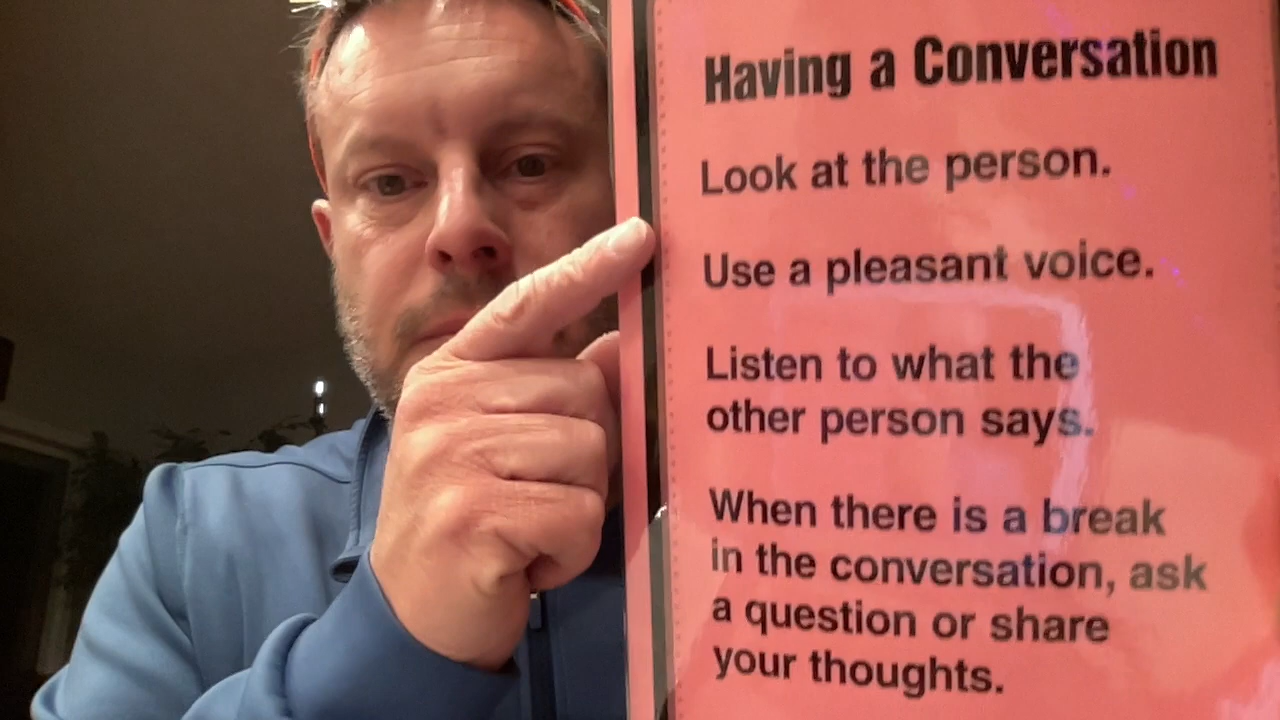 Having a Conversation
Look at the person.
Use a pleasant voice.
Listen to what the
other person says.
When there is a break
in the conversation, ask
a question or share
your thoughts.